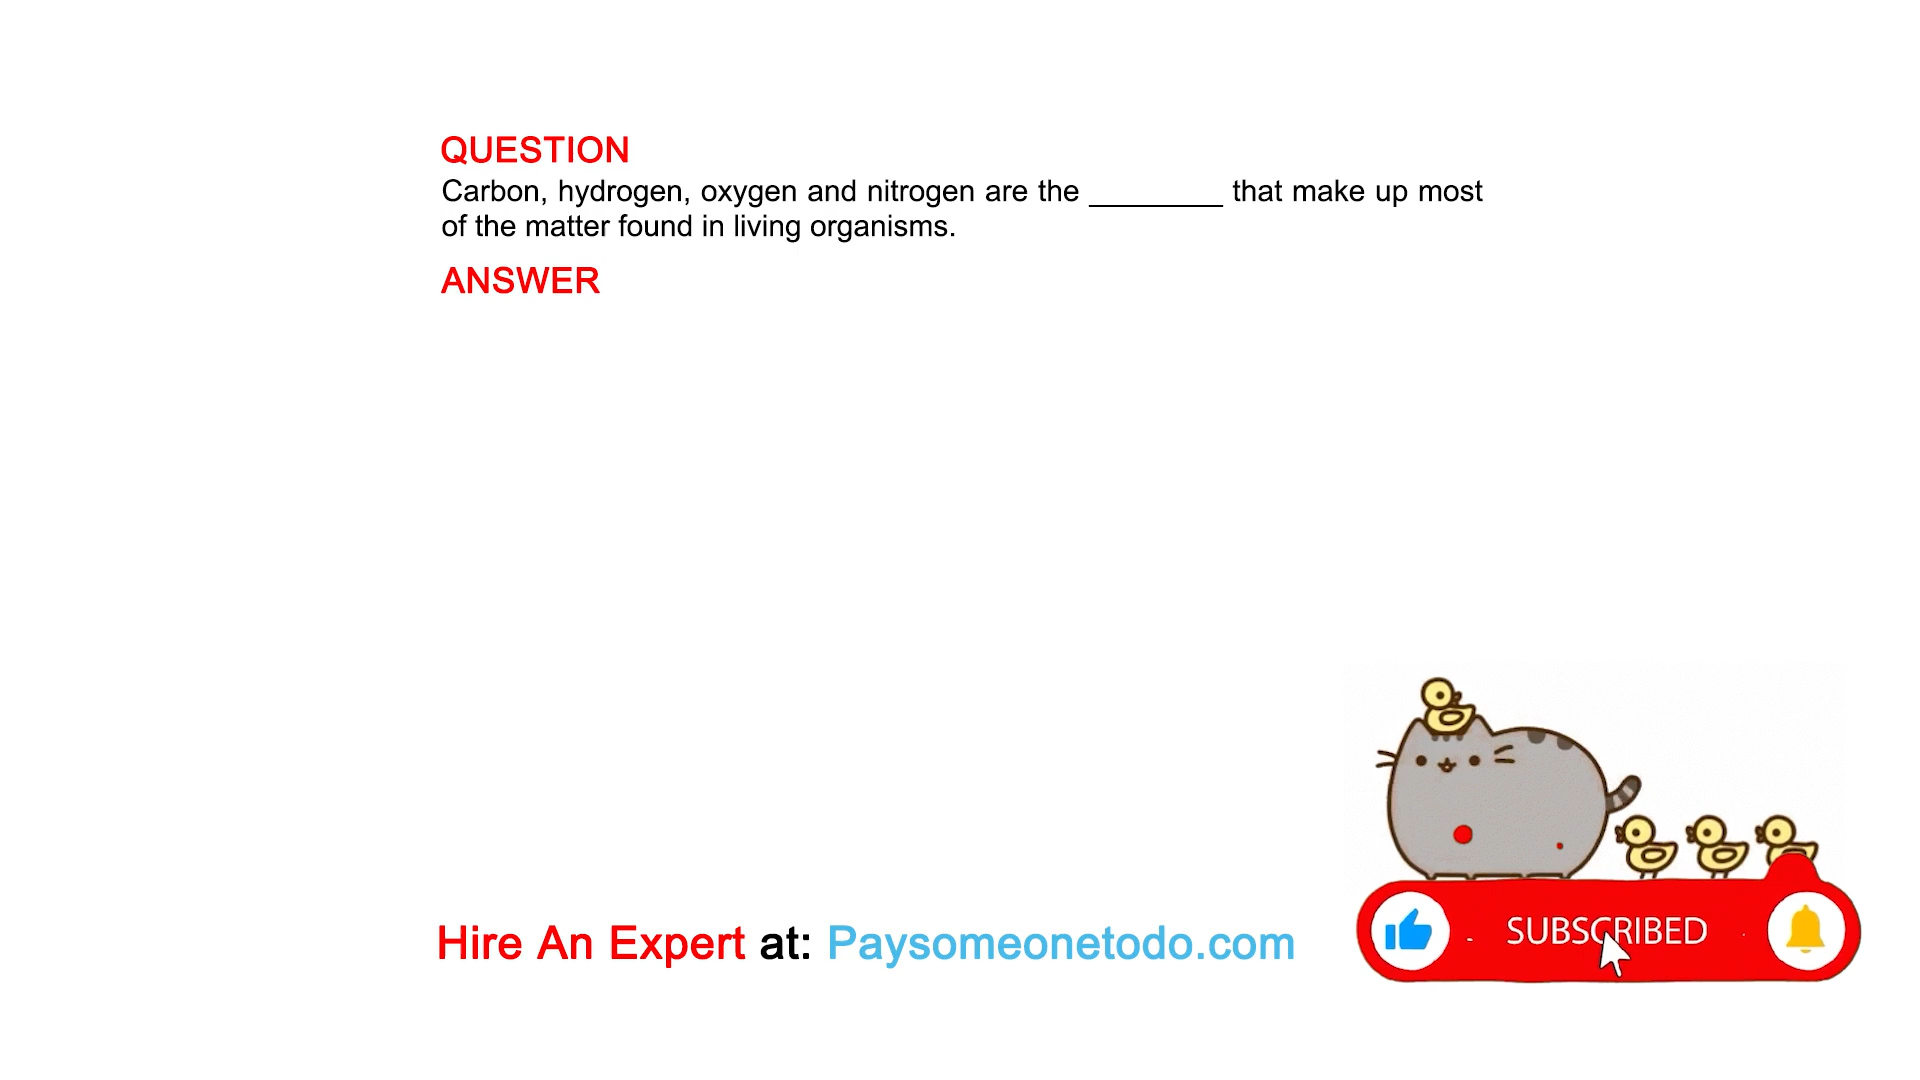 QUESTION
Carbon, hydrogen, oxygen and nitrogen are the ________ that make up most
of the matter found in living organisms.
ANSWER
Hire An Expert at: Paysomeonetodo.com
SUBSCRIBED